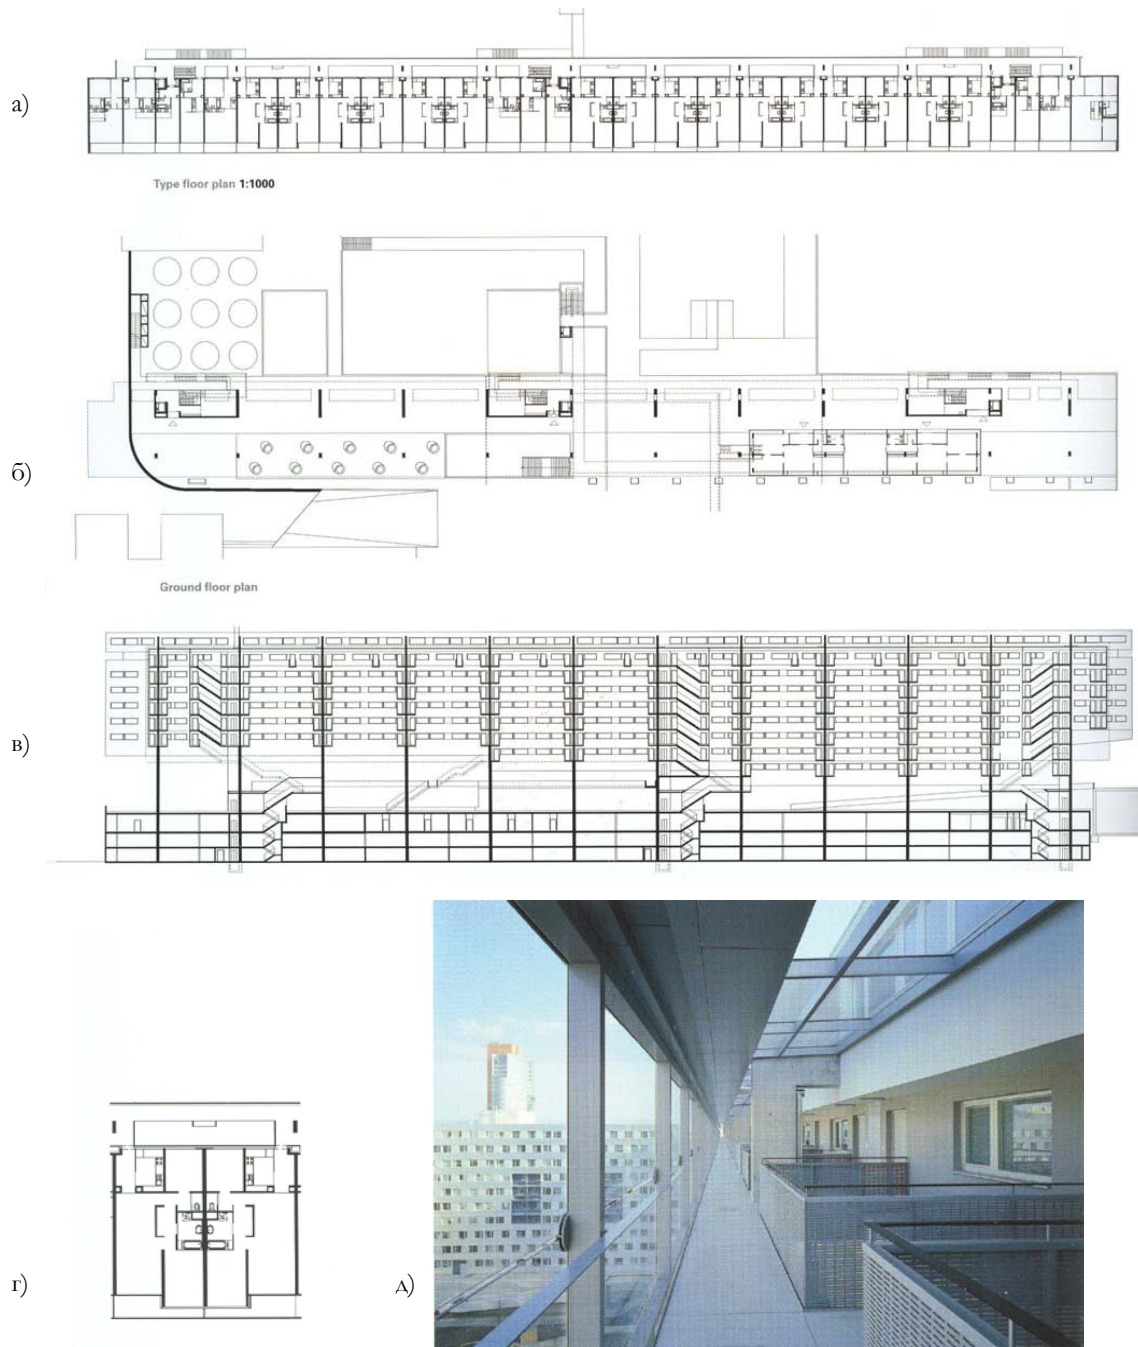 а)
Type floor plan 1:1000
б)
Ground floor plan
в)
г)
д)